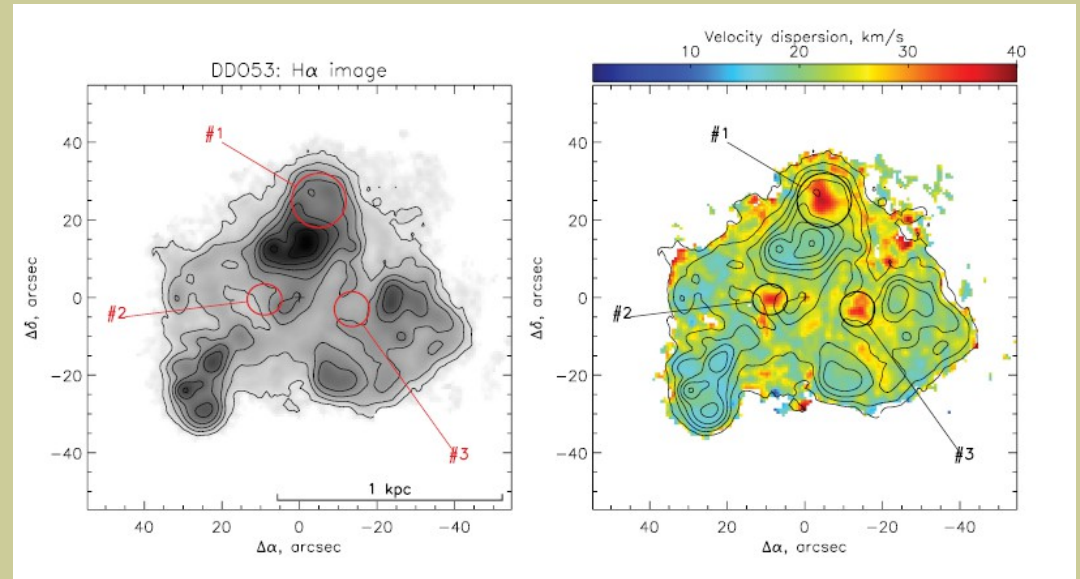 DDO53: Hα image
#1
#2
#3
1 kpc
40
20
0
−20
−40
Δδ, arcsec
40 20 0 −20 −40
Δα, arcsec
Velocity dispersion, km/s
10 20 30 40
#1
#2
#3
40
20
0
−20
−40
Δδ, arcsec
40 20 0 −20 −40
Δα, arcsec